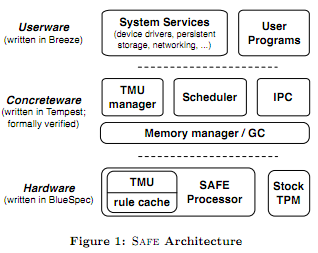 Userware
(written in Breeze)
System Services
(device drivers, persistent
storage, networking, ...)
User
Programs
Concreteware
(written in Tempest;
formally verified)
TMU
manager
Scheduler
IPC
Memory manager / GC
Hardware
(written in BlueSpec)
TMU
rule cache
SAFE
Processor
Stock
TPM
Figure 1: SAFE Architecture